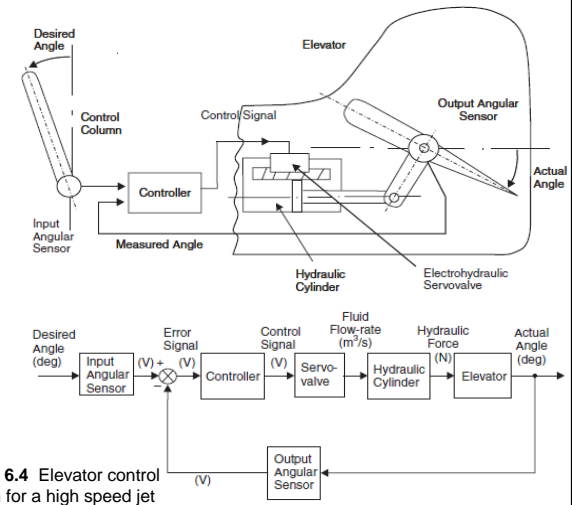 Desired
Angle
Elevator
Control
Column
Control Signal
Output Angular
Sensor
Controller
Actual
Angle
Input
Angular
Sensor
Measured Angle
Hydraulic
Cylinder
Electrohydraulic
Servovalve
Desired
Angle
(deg)
Input
Angular
Sensor
(V) +
−
Error
Signal
(V)
Controller
Control
Signal
(V)
Servo-
valve
Fluid
Flow-rate
(m³/s)
Hydraulic
Cylinder
Hydraulic
Force
(N)
Elevator
Actual
Angle
(deg)
Output
Angular
Sensor
(V)
6.4 Elevator control
for a high speed jet